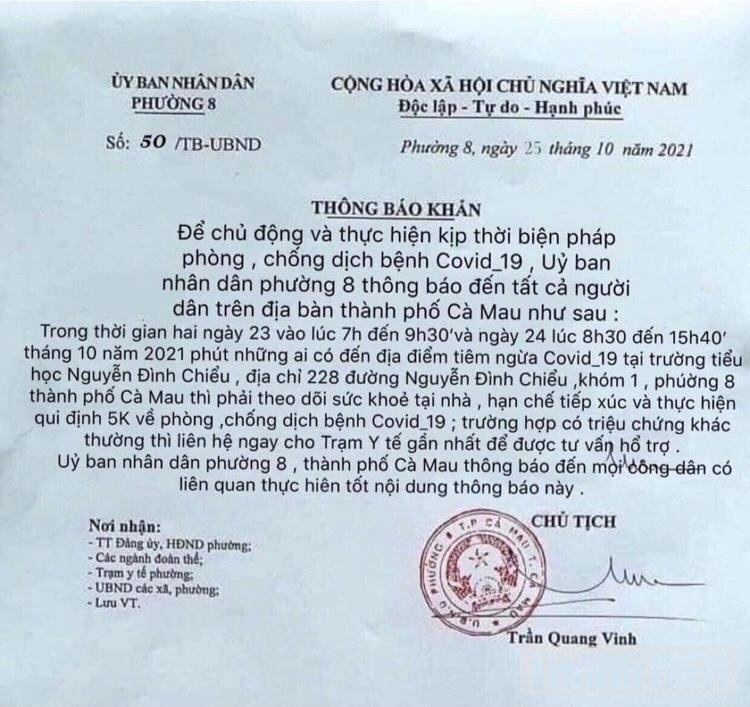 ỦY BAN NHÂN DÂN
PHƯỜNG 8
CỘNG HÒA XÃ HỘI CHỦ NGHĨA VIỆT NAM
Độc lập - Tự do - Hạnh phúc
Số: 50 /TB-UBND
Phường 8, ngày 25 tháng 10 năm 2021
THÔNG BÁO KHẨN
Để chủ động và thực hiện kịp thời biện pháp
phòng , chống dịch bệnh Covid_19 , Uỷ ban
nhân dân phường 8 thông báo đến tất cả người
dân trên địa bàn thành phố Cà Mau như sau :
Trong thời gian hai ngày 23 vào lúc 7h đến 9h30’và ngày 24 lúc 8h30 đến 15h40’
tháng 10 năm 2021 phút những ai có đến địa điểm tiêm ngừa Covid_19 tại trường tiểu
học Nguyễn Đình Chiểu , địa chỉ 228 đường Nguyễn Đình Chiểu ,khóm 1 , phúờng 8
thành phố Cà Mau thì phải theo dõi sức khoẻ tại nhà , hạn chế tiếp xúc và thực hiện
qui định 5K về phòng ,chống dịch bệnh Covid_19 ; trường hợp có triệu chứng khác
thường thì liên hệ ngay cho Trạm Y tế gần nhất để được tư vấn hổ trợ .
Uỷ ban nhân dân phường 8 , thành phố Cà Mau thông báo đến mọi công dân có
liên quan thực hiện tốt nội dung thông báo này .
Nơi nhận:
- TT Đảng ủy, HĐND phường;
- Các ngành đoàn thể;
- Trạm y tế phường;
- UBND các xã, phường;
- Lưu VT.
CHỦ TỊCH
U.B.N.D PHƯỜNG 8 T.P CÀ MAU T. CÀ MAU
Trần Quang Vinh